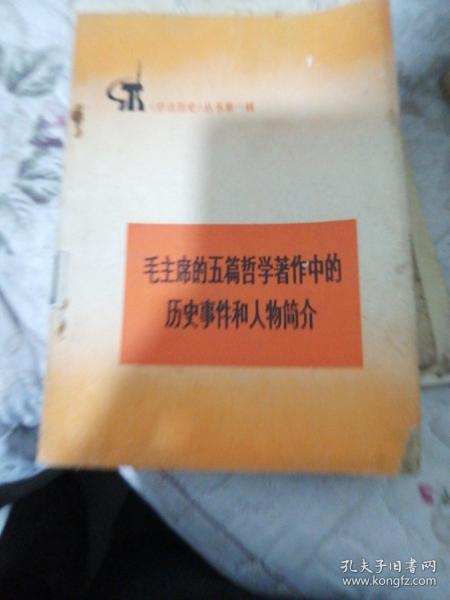 《学点历史》丛书第一辑
毛主席的五篇哲学著作中的
历史事件和人物简介
孔夫子旧书网
www.kongfz.com